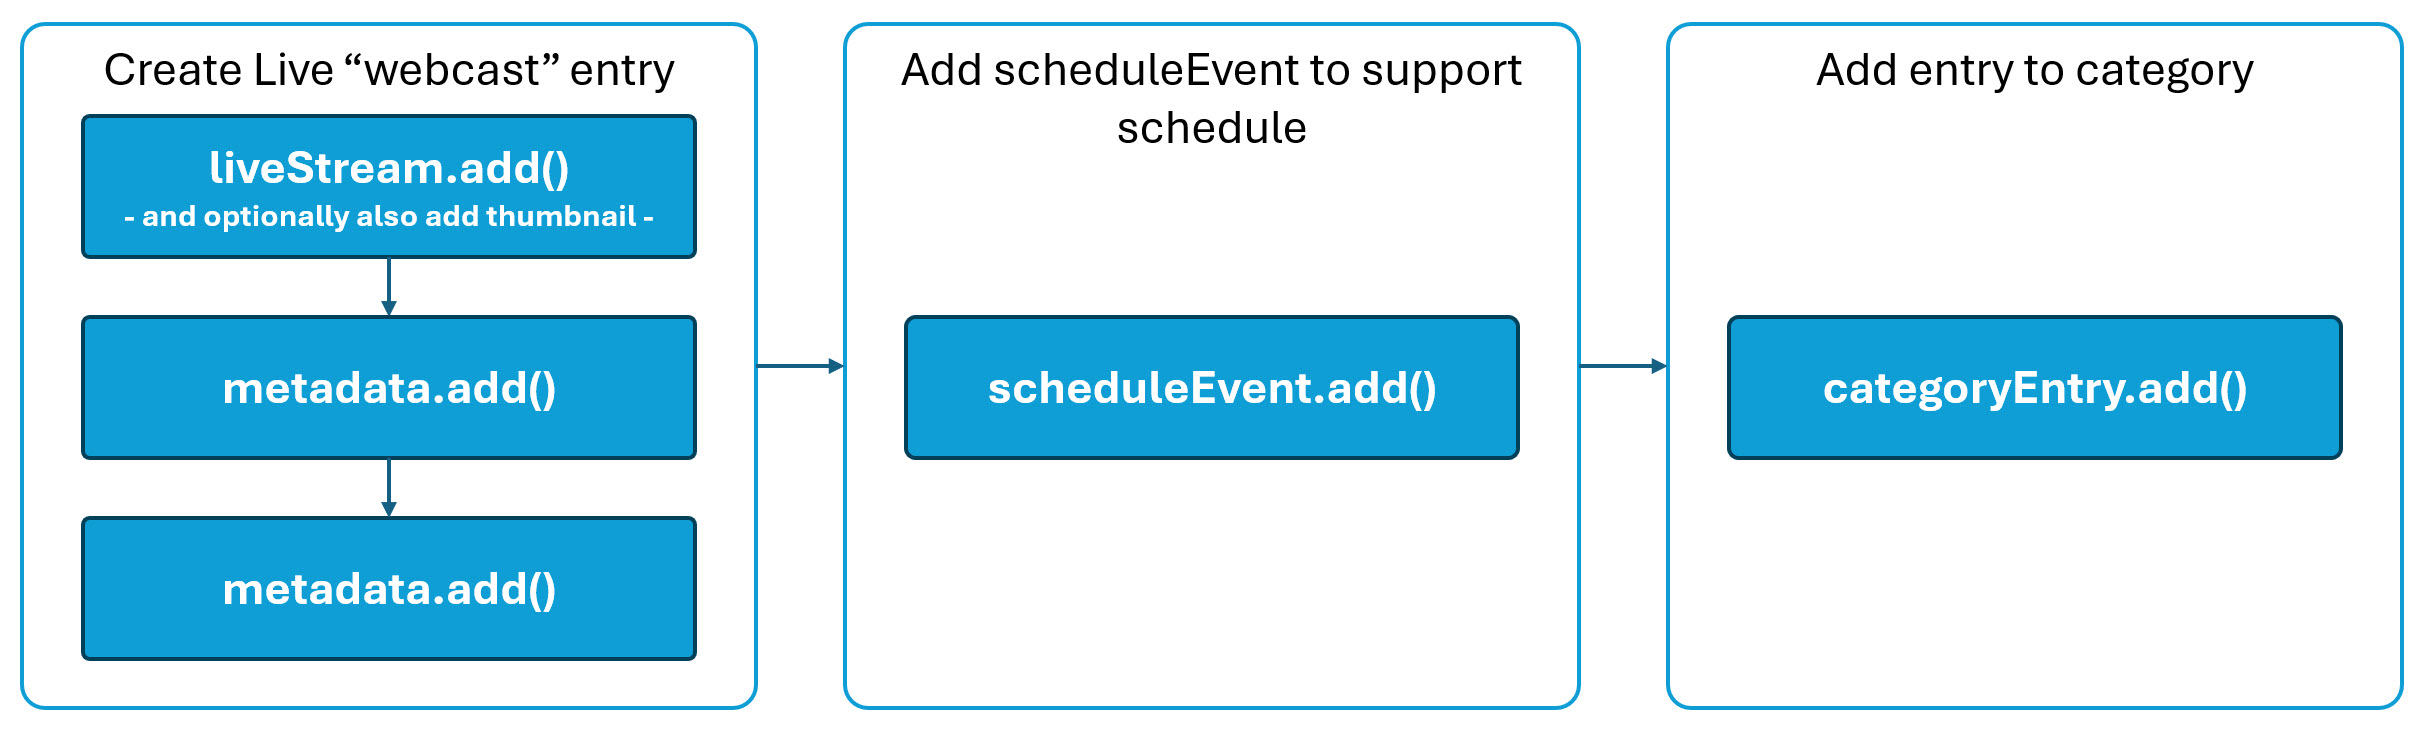 Create Live “webcast” entry
liveStream.add()
- and optionally also add thumbnail -
metadata.add()
metadata.add()
Add scheduleEvent to support
schedule
scheduleEvent.add()
Add entry to category
categoryEntry.add()